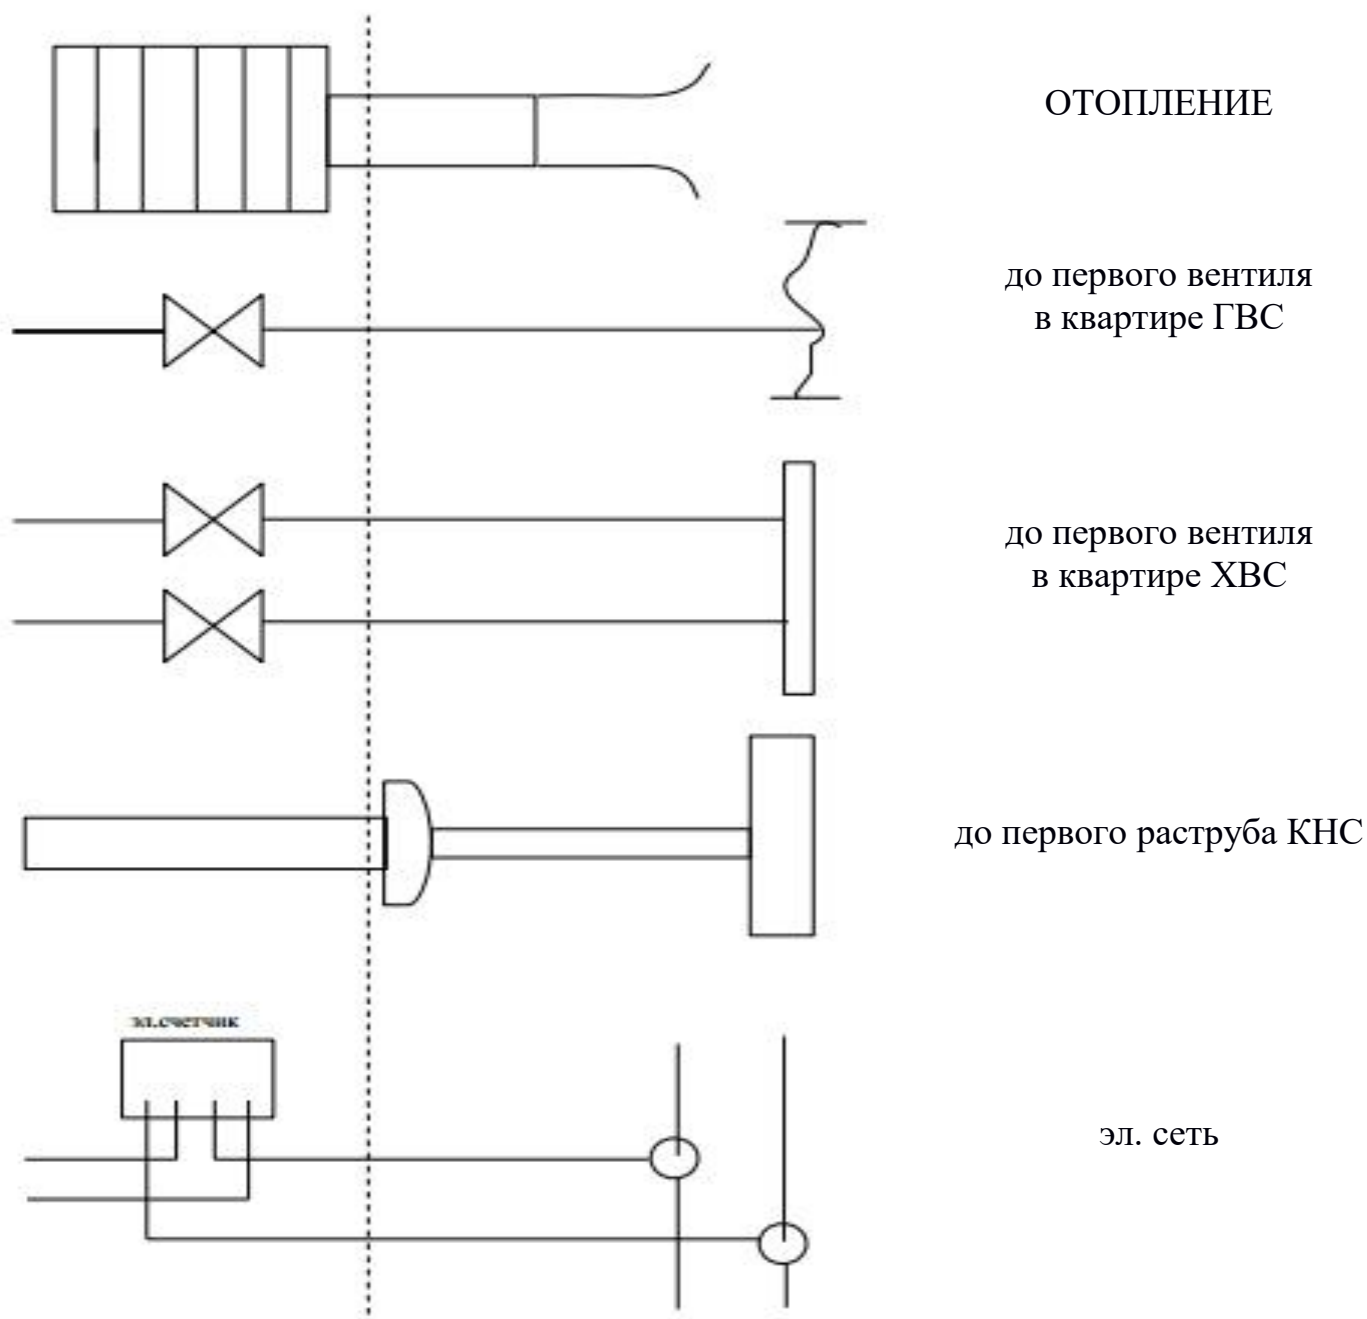 ОТОПЛЕНИЕ
до первого вентиля
в квартире ГВС
до первого вентиля
в квартире ХВС
до первого раструба КНС
эл.счетчик
эл. сеть